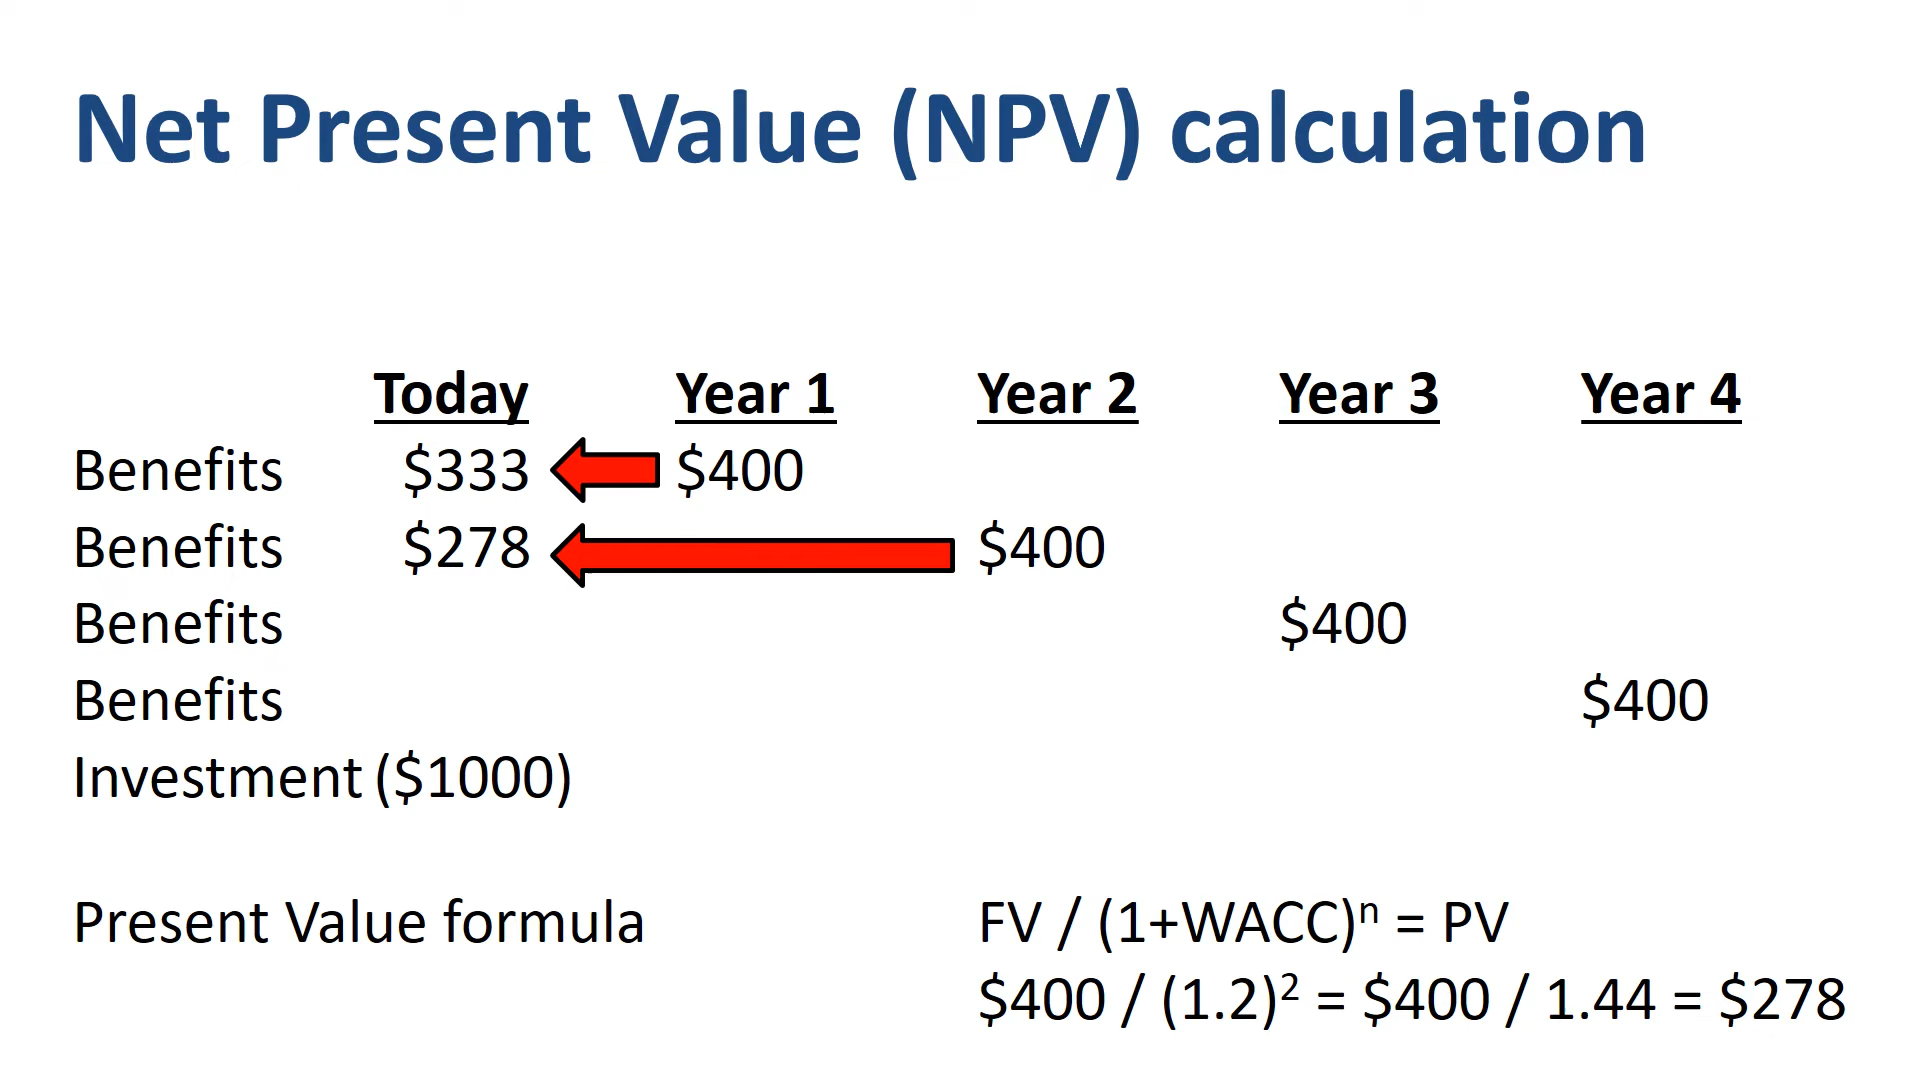 Net Present Value (NPV) calculation
Today Year 1 Year 2 Year 3 Year 4
Benefits $333 $400
Benefits $278 $400
Benefits $400
Benefits $400
Investment ($1000)
Present Value formula FV / (1+WACC)ⁿ = PV
$400 / (1.2)² = $400 / 1.44 = $278